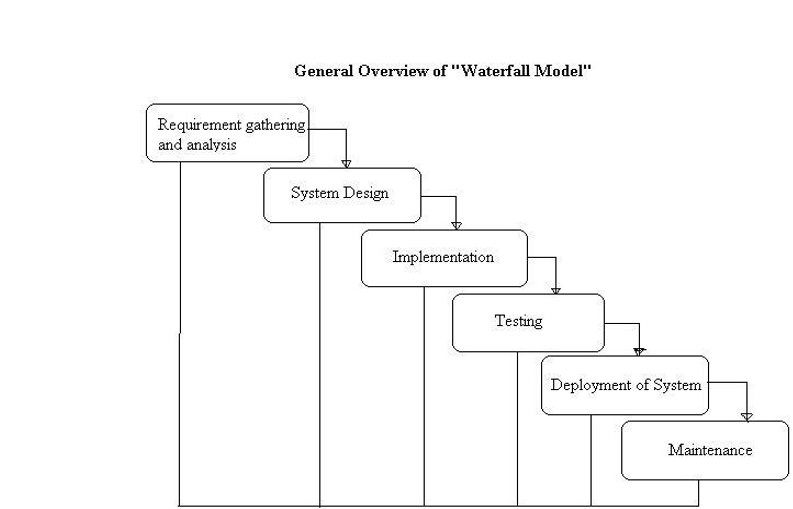 General Overview of "Waterfall Model"
Requirement gathering
and analysis
System Design
Implementation
Testing
Deployment of System
Maintenance